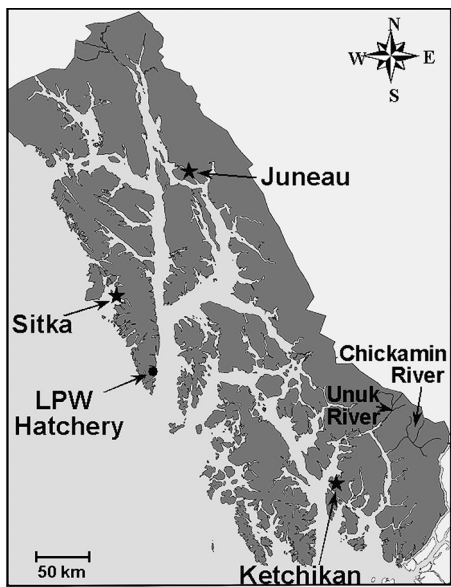 N
W E
S
Juneau
Sitka
Chickamin
River
Unuk
River
LPW
Hatchery
50 km
Ketchikan